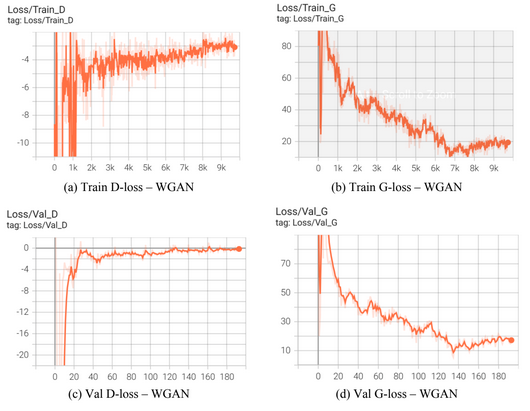 Loss/Train_D
tag: Loss/Train_D
-4
-6
-8
-10
0 1k 2k 3k 4k 5k 6k 7k 8k 9k
(a) Train D-loss – WGAN
Loss/Train_G
tag: Loss/Train_G
80
60
40
20
0 1k 2k 3k 4k 5k 6k 7k 8k 9k
(b) Train G-loss – WGAN
Loss/Val_D
tag: Loss/Val_D
0
-4
-8
-12
-16
-20
0 20 40 60 80 100 120 140 160 180
(c) Val D-loss – WGAN
Loss/Val_G
tag: Loss/Val_G
70
50
30
10
0 20 40 60 80 100 120 140 160 180
(d) Val G-loss – WGAN